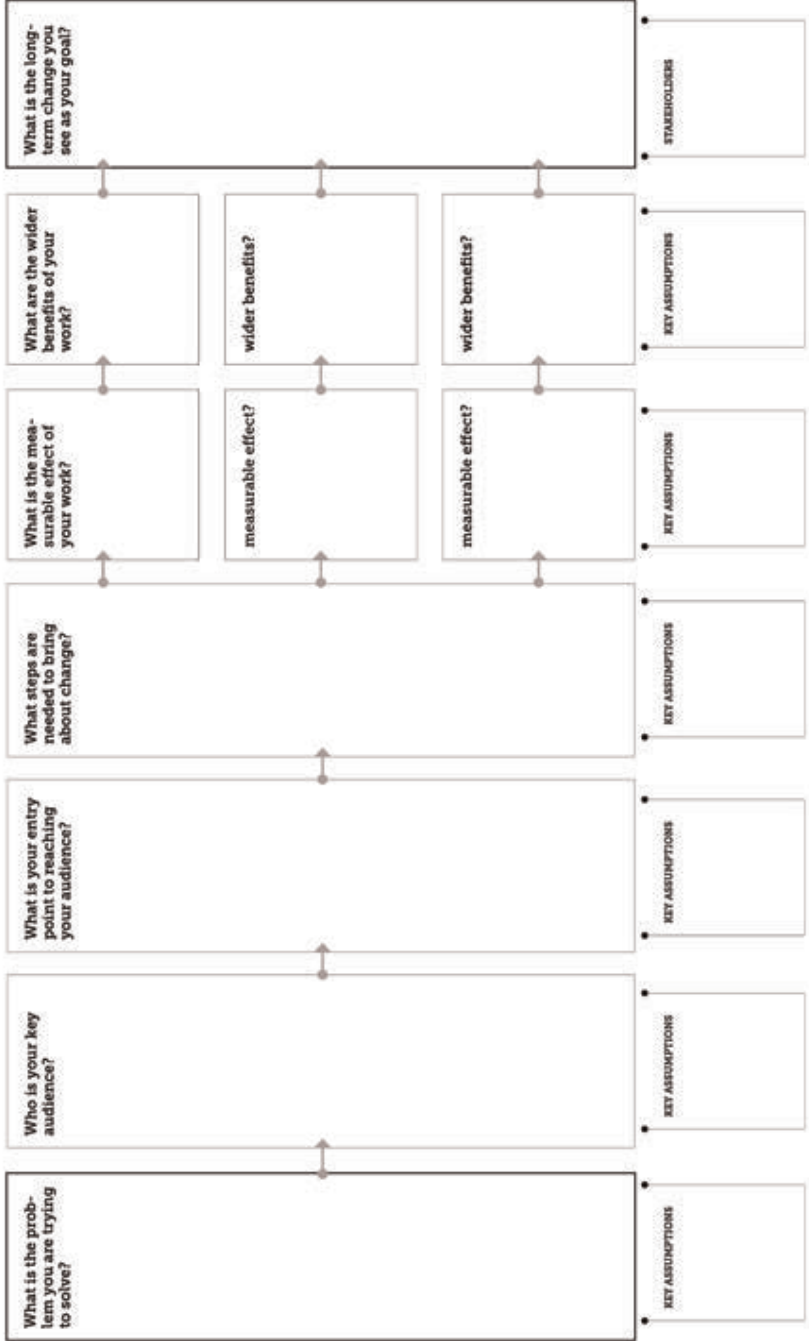 What is the prob-
lem you are trying
to solve?
Who is your key
audience?
What is your entry
point to reaching
your audience?
What steps are
needed to bring
about change?
What is the mea-
surable effect of
your work?
measurable effect?
measurable effect?
What are the wider
benefits of your
work?
wider benefits?
wider benefits?
What is the long-
term change you
see as your goal?
KEY ASSUMPTIONS
KEY ASSUMPTIONS
KEY ASSUMPTIONS
KEY ASSUMPTIONS
KEY ASSUMPTIONS
KEY ASSUMPTIONS
STAKEHOLDERS